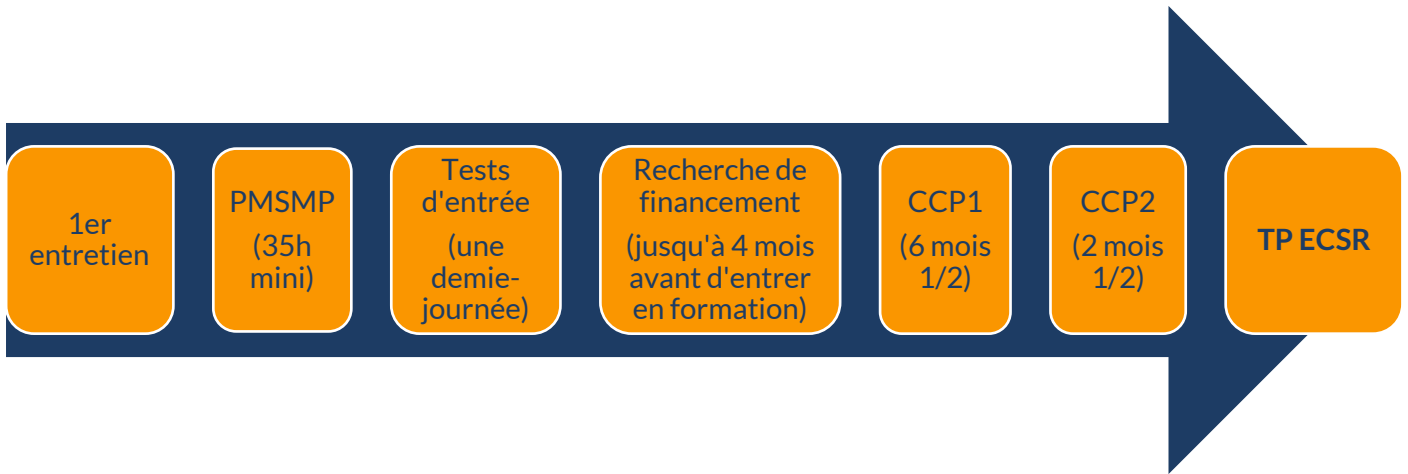 1er
entretien
PMSMP
(35h
mini)
Tests
d'entrée
(une
demie-
journée)
Recherche de
financement
(jusqu'à 4 mois
avant d'entrer
en formation)
CCP1
(6 mois
1/2)
CCP2
(2 mois
1/2)
TP ECSR